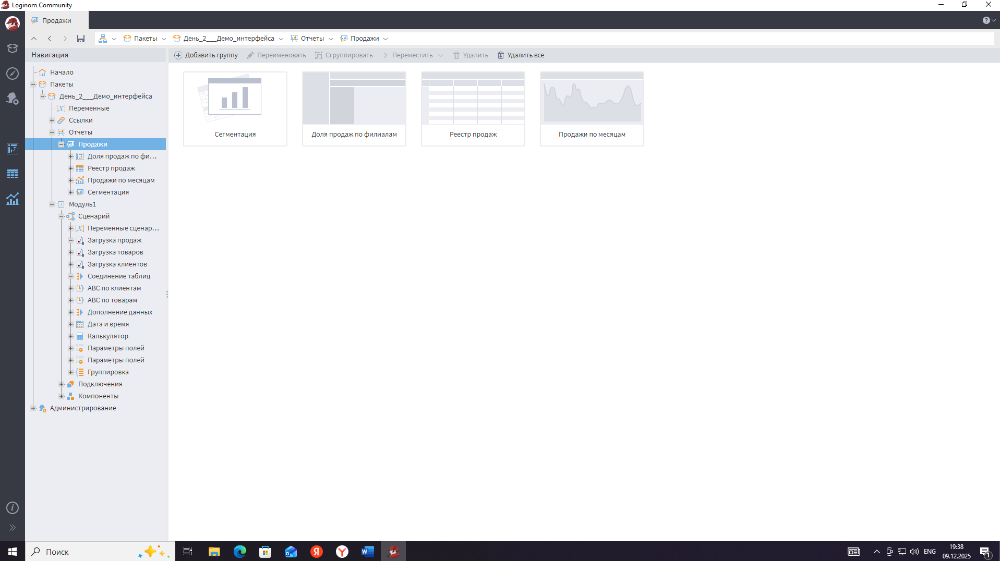 Loginom Community
Продажи
Пакеты
День_2___Демо_интерфейса
Отчеты
Продажи
Навигация
Добавить группу
Переименовать
Сгруппировать
Переместить
Удалить
Удалить все
Начало
Пакеты
День_2___Демо_интерфейса
Переменные
Ссылки
Отчеты
Продажи
Доля продаж по фи...
Реестр продаж
Продажи по месяцам
Сегментация
Модуль1
Сценарий
Переменные сценар...
Загрузка продаж
Загрузка товаров
Загрузка клиентов
Соединение таблиц
ABC по клиентам
ABC по товарам
Дополнение данных
Дата и время
Калькулятор
Параметры полей
Параметры полей
Группировка
Подключения
Компоненты
Администрирование
Сегментация
Доля продаж по филиалам
Реестр продаж
Продажи по месяцам
Поиск
ENG
19:38
09.12.2025
1